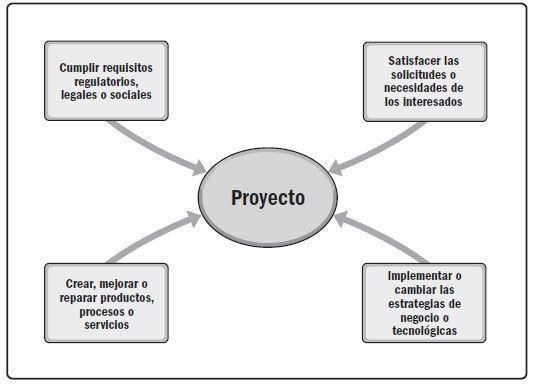 Cumplir requisitos
regulatorios,
legales o sociales
Satisfacer las
solicitudes o
necesidades de
los interesados
Proyecto
Crear, mejorar o
reparar productos,
procesos o
servicios
Implementar o
cambiar las
estrategias de
negocio o
tecnológicas